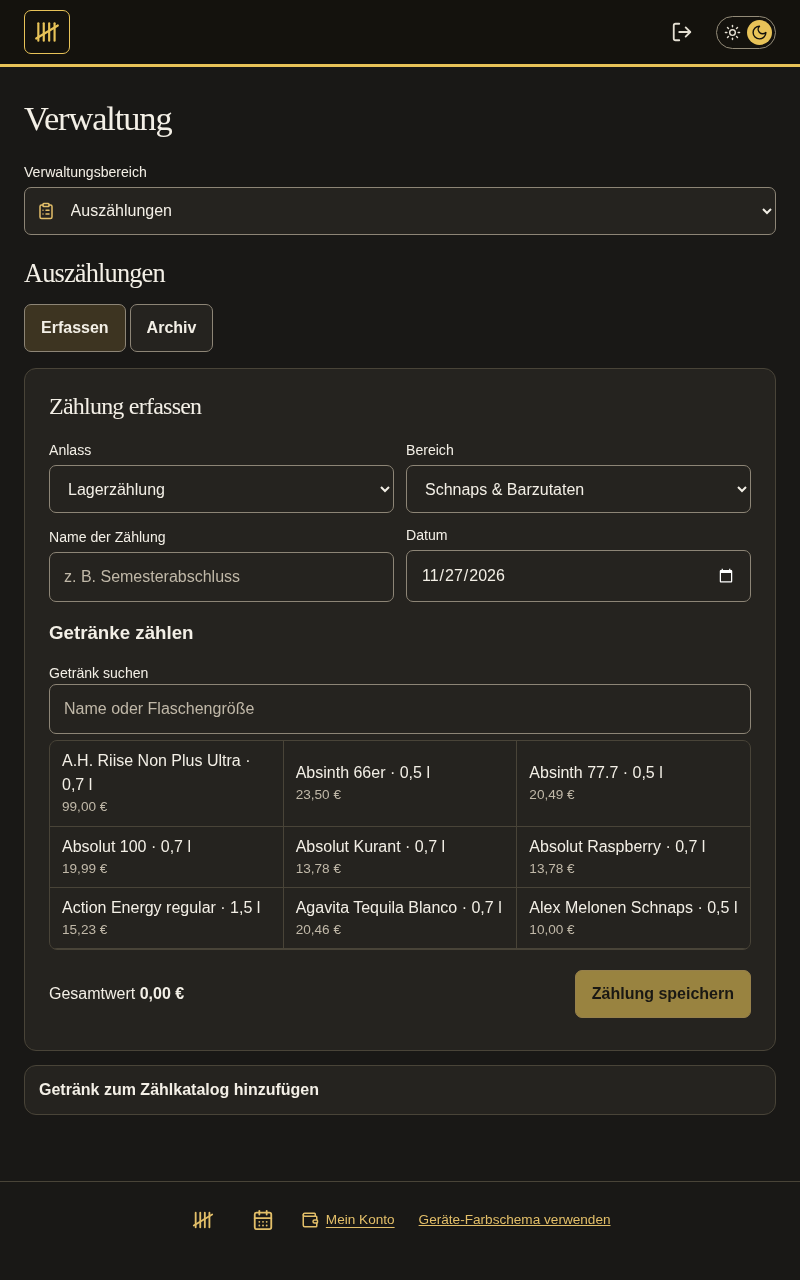 Verwaltung
Verwaltungsbereich
Auszählungen
Auszählungen
Erfassen
Archiv
Zählung erfassen
Anlass
Bereich
Lagerzählung
Schnaps & Barzutaten
Name der Zählung
Datum
z. B. Semesterabschluss
11/27/2026
Getränke zählen
Getränk suchen
Name oder Flaschengröße
A.H. Riise Non Plus Ultra ·
0,7 l
99,00 €
Absinth 66er · 0,5 l
23,50 €
Absinth 77.7 · 0,5 l
20,49 €
Absolut 100 · 0,7 l
19,99 €
Absolut Kurant · 0,7 l
13,78 €
Absolut Raspberry · 0,7 l
13,78 €
Action Energy regular · 1,5 l
15,23 €
Agavita Tequila Blanco · 0,7 l
20,46 €
Alex Melonen Schnaps · 0,5 l
10,00 €
Gesamtwert 0,00 €
Zählung speichern
Getränk zum Zählkatalog hinzufügen
Mein Konto
Geräte-Farbschema verwenden